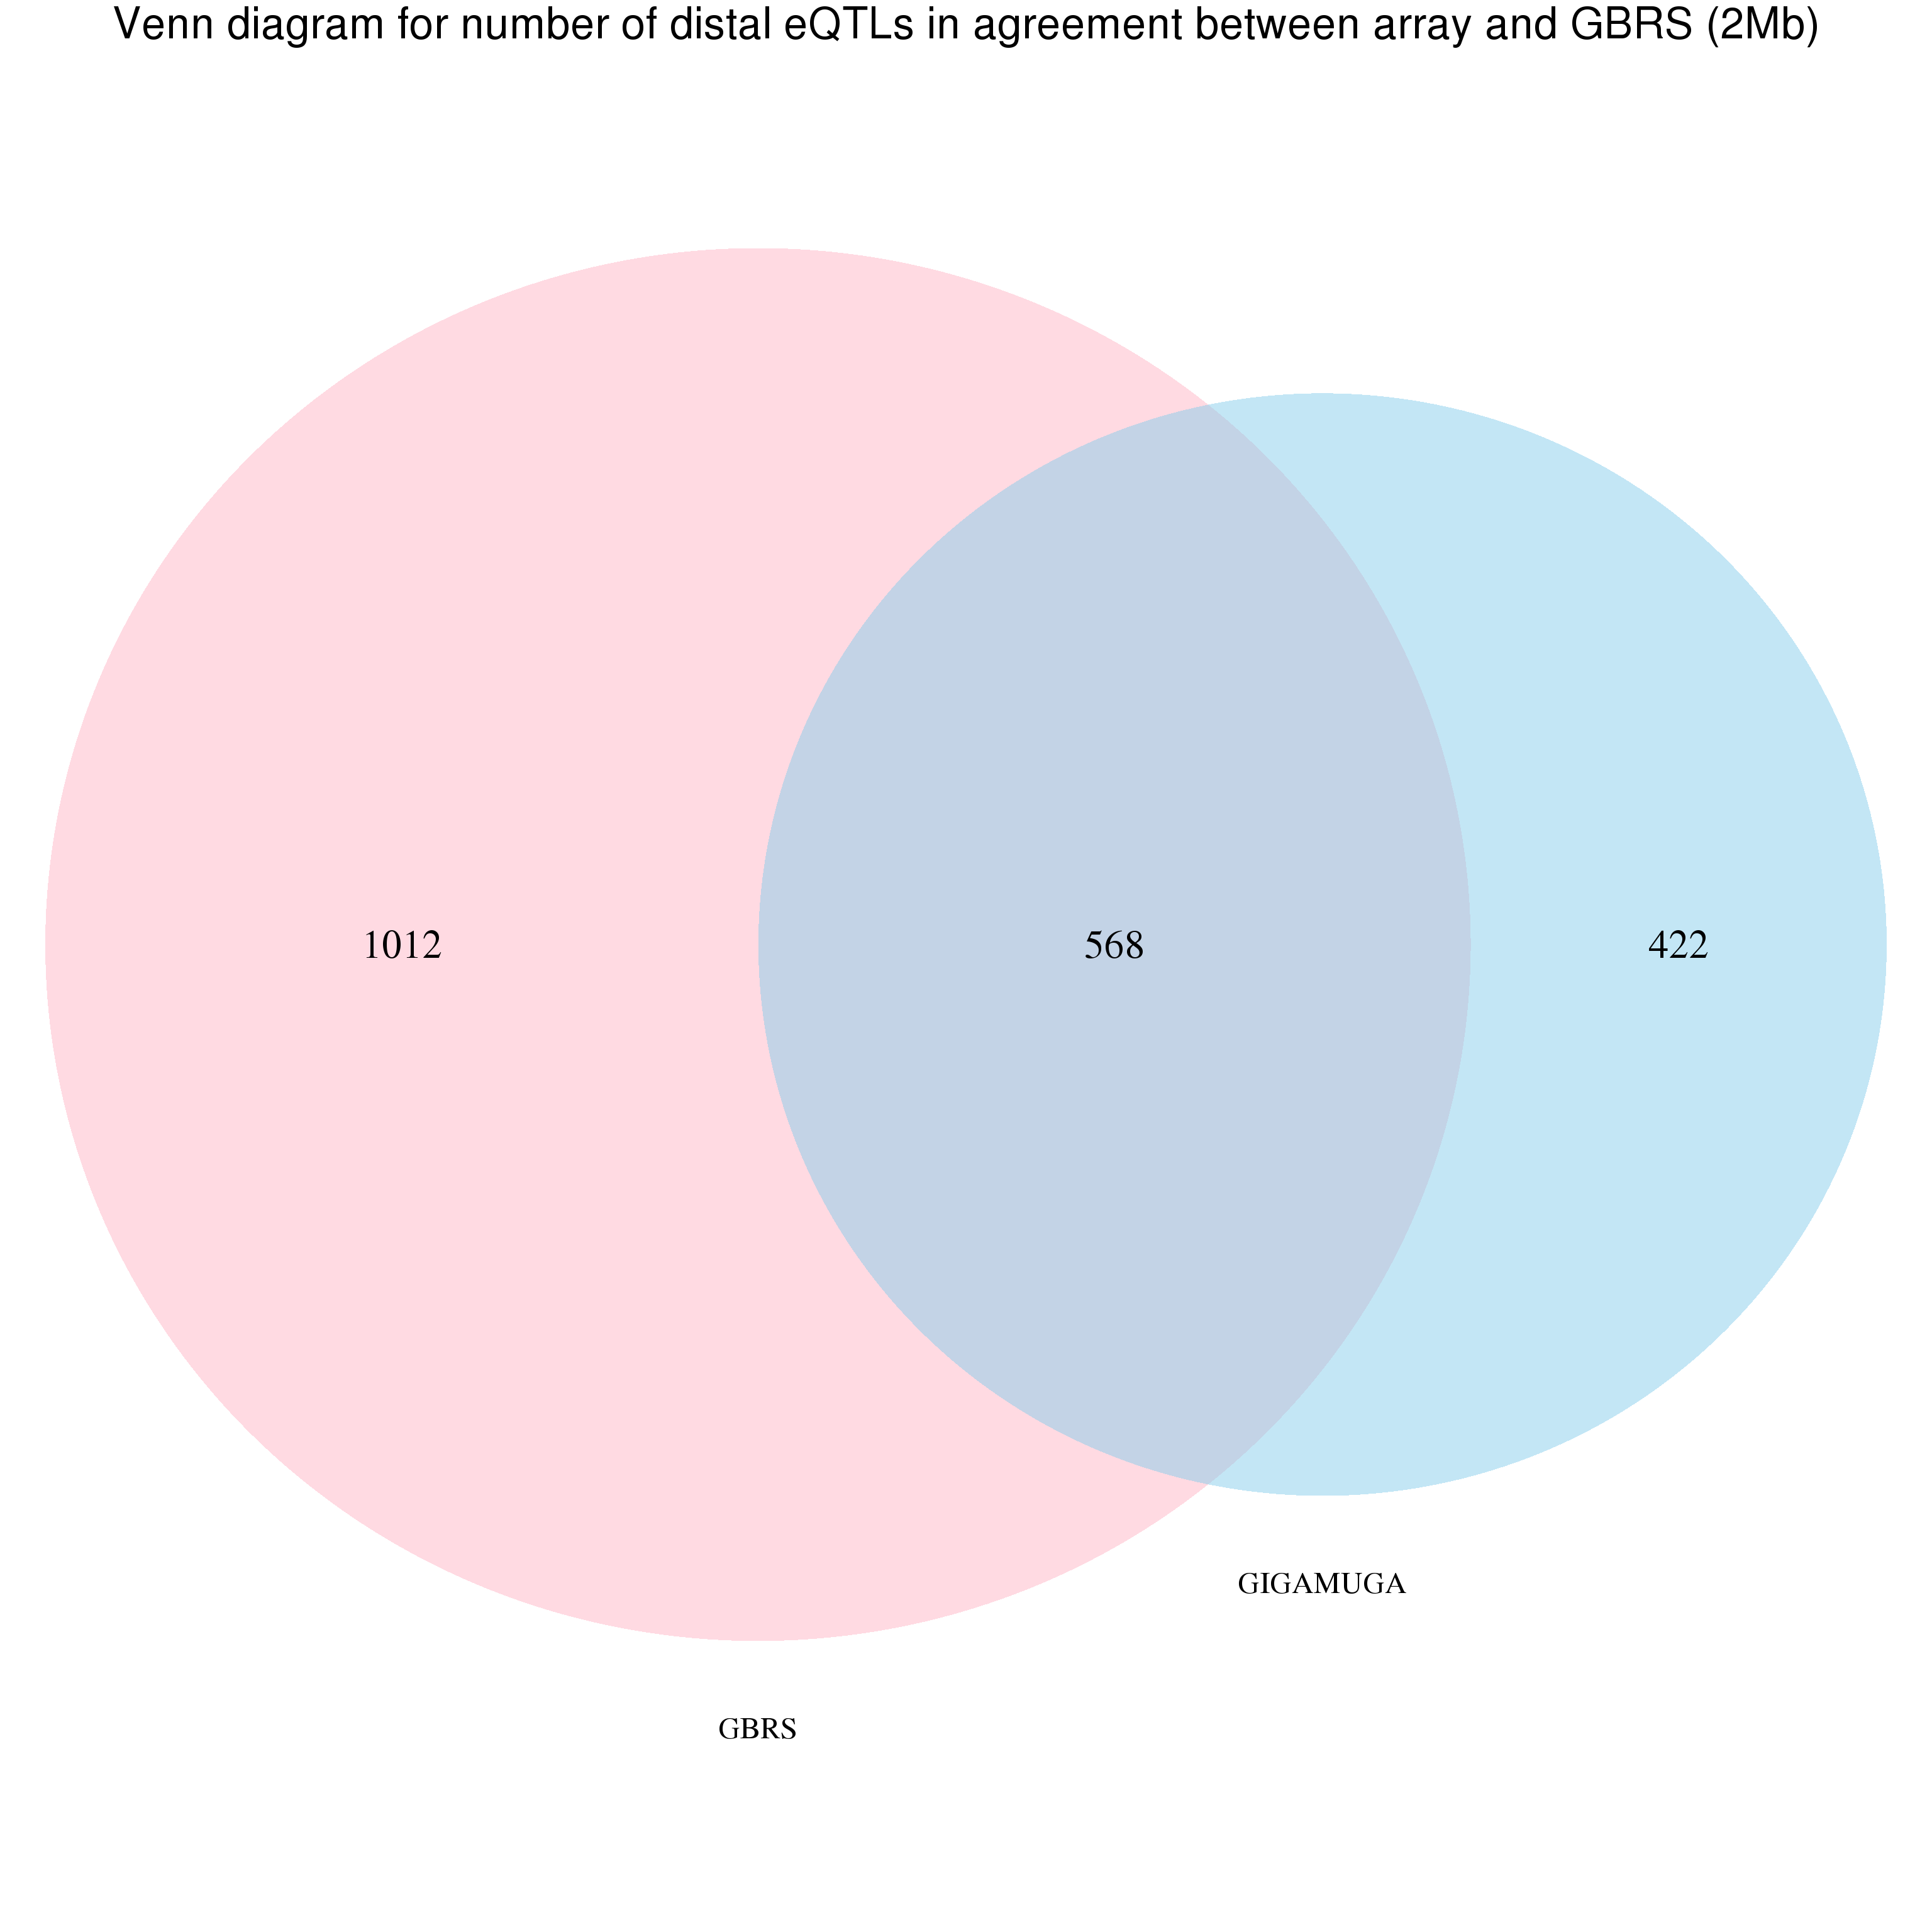 Venn diagram for number of distal eQTLs in agreement between array and GBRS (2Mb)
1012
568
422
GIGAMUGA
GBRS